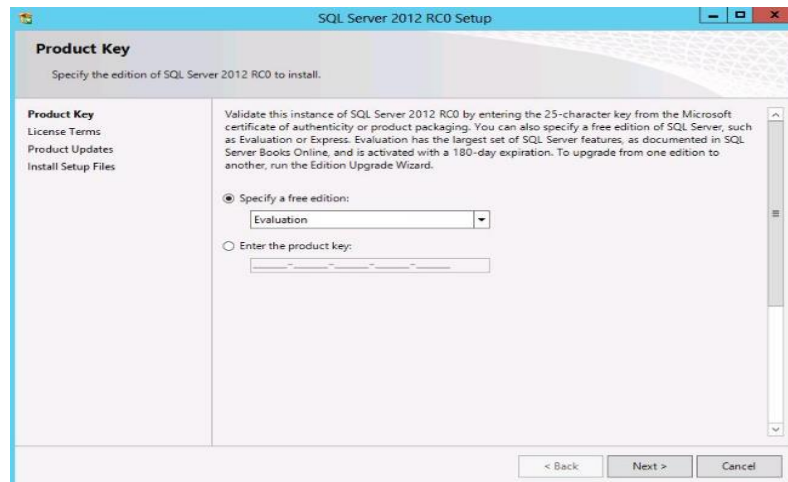 SQL Server 2012 RC0 Setup
Product Key
Specify the edition of SQL Server 2012 RC0 to install.
Product Key
License Terms
Product Updates
Install Setup Files
Validate this instance of SQL Server 2012 RC0 by entering the 25-character key from the Microsoft
certificate of authenticity or product packaging. You can also specify a free edition of SQL Server, such
as Evaluation or Express. Evaluation has the largest set of SQL Server features, as documented in SQL
Server Books Online, and is activated with a 180-day expiration. To upgrade from one edition to
another, run the Edition Upgrade Wizard.
Specify a free edition:
Evaluation
Enter the product key:
_____-_____-_____-_____-_____
< Back
Next >
Cancel